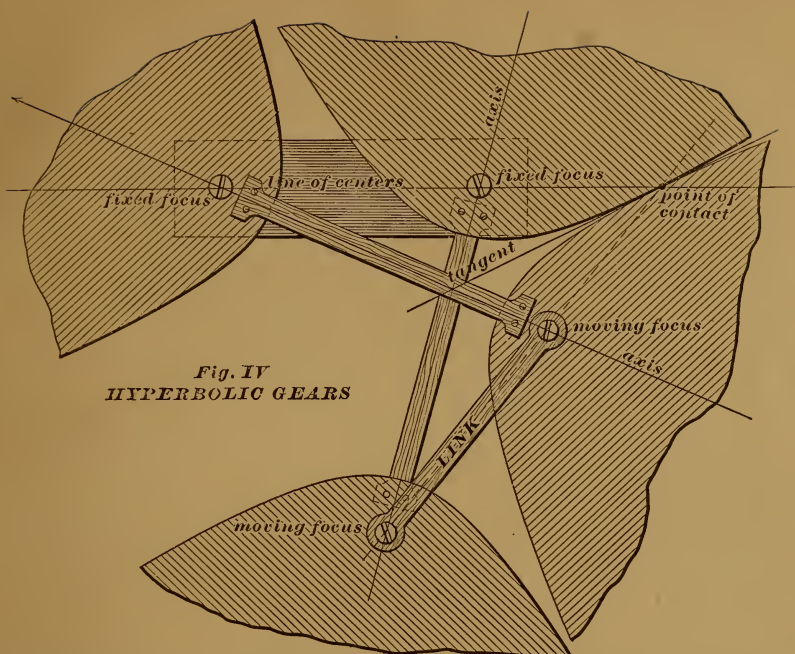 axis
line of centers
fixed focus
fixed focus
point of
contact
tangent
moving focus
axis
Fig. IV
HYPERBOLIC GEARS
LINK
moving focus